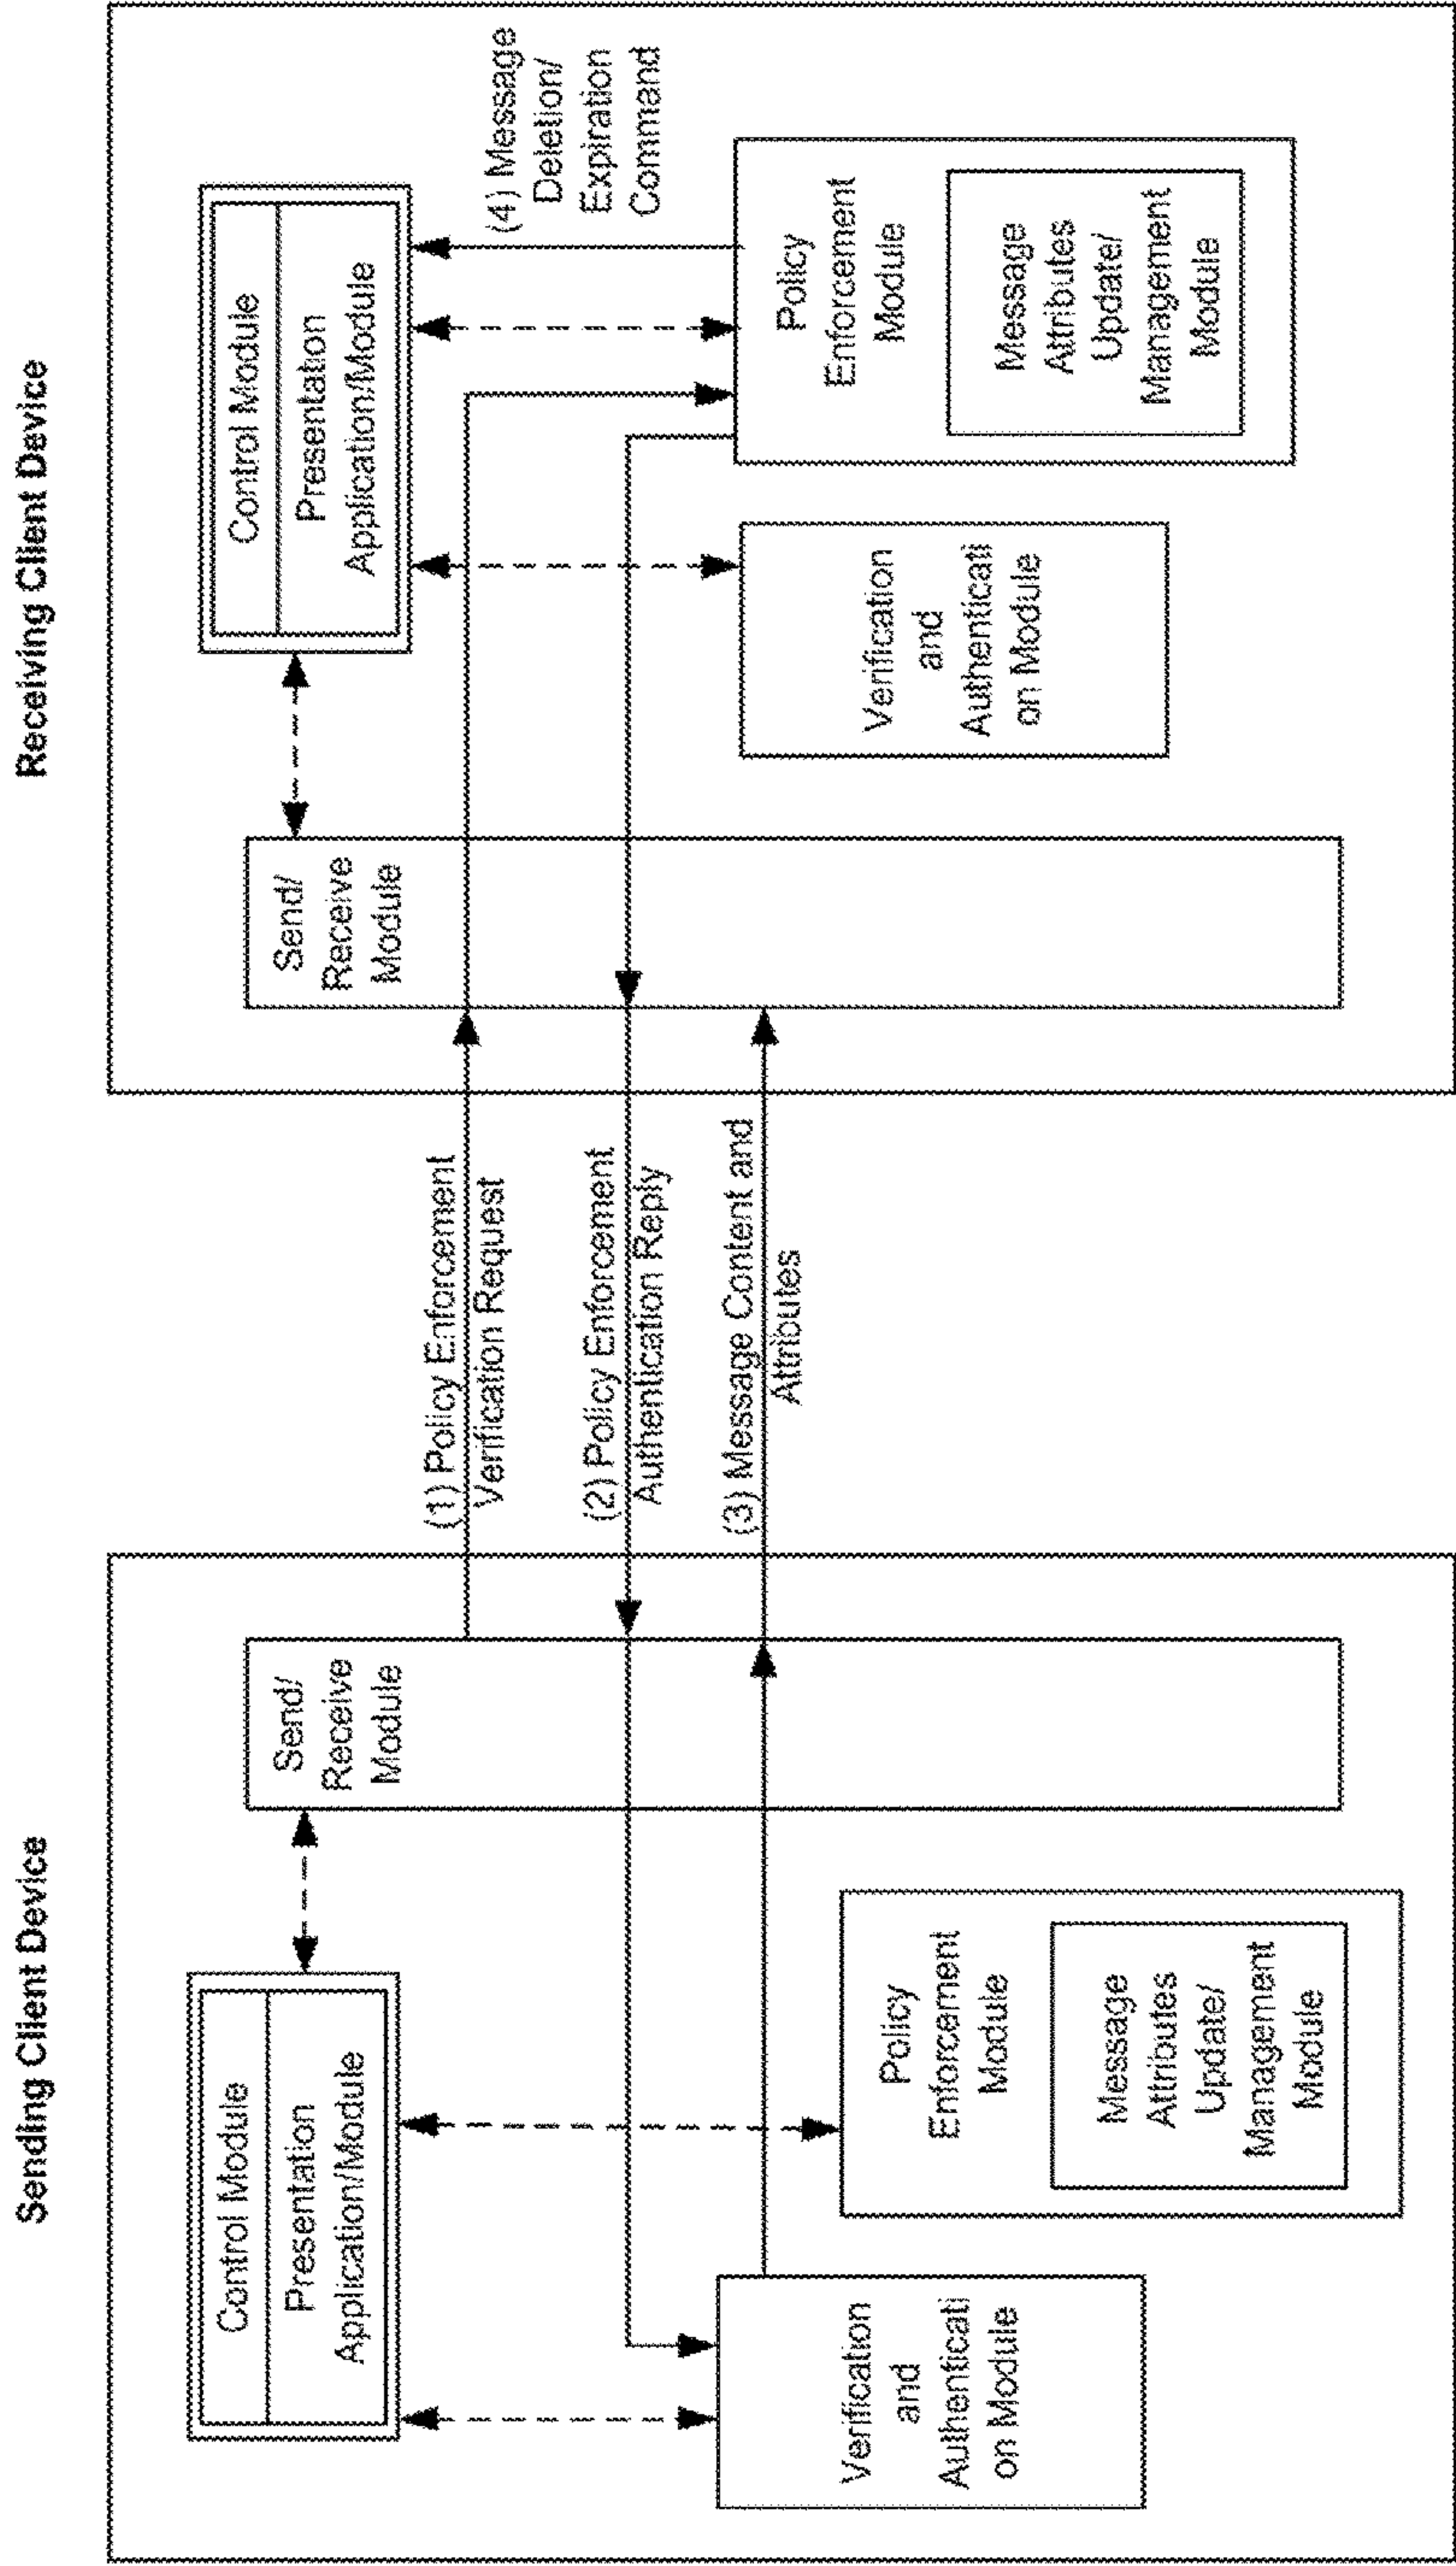 Sending Client Device
Control Module
Presentation
Application/Module
Send/
Receive
Module
Verification
and
Authenticati
on Module
Policy
Enforcement
Module
Message
Attributes
Update/
Management
Module
(1) Policy Enforcement
Verification Request
(2) Policy Enforcement
Authentication Reply
(3) Message Content and
Attributes
Receiving Client Device
Send/
Receive
Module
Control Module
Presentation
Application/Module
(4) Message
Deletion/
Expiration
Command
Verification
and
Authenticati
on Module
Policy
Enforcement
Module
Message
Attributes
Update/
Management
Module